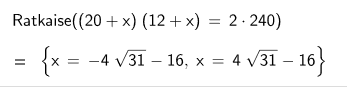 Ratkaise((20 + x) (12 + x) = 2 · 240)
= {x = −4 √31 − 16, x = 4 √31 − 16}